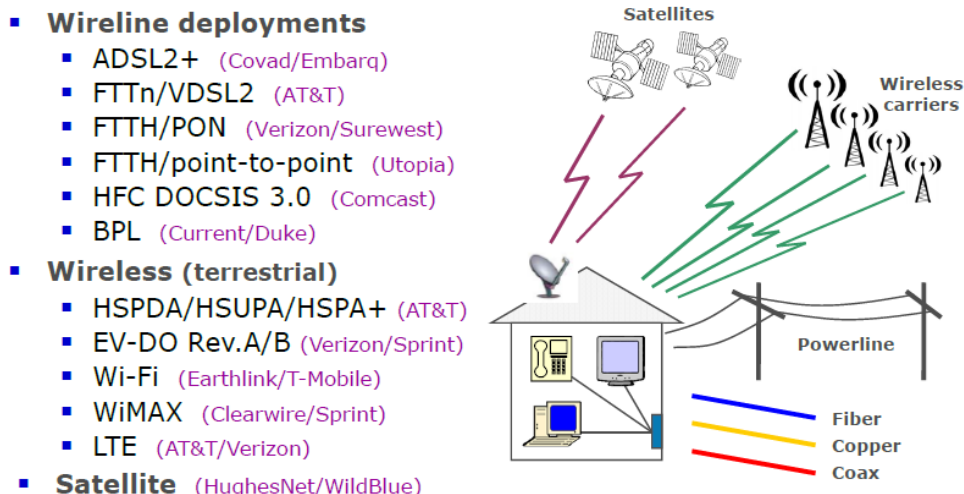 Wireline deployments
ADSL2+ (Covad/Embarq)
FTTn/VDSL2 (AT&T)
FTTH/PON (Verizon/Surewest)
FTTH/point-to-point (Utopia)
HFC DOCSIS 3.0 (Comcast)
BPL (Current/Duke)
Wireless (terrestrial)
HSPDA/HSUPA/HSPA+ (AT&T)
EV-DO Rev.A/B (Verizon/Sprint)
Wi-Fi (Earthlink/T-Mobile)
WiMAX (Clearwire/Sprint)
LTE (AT&T/Verizon)
Satellite (HughesNet/WildBlue)
Satellites
Wireless
carriers
Powerline
Fiber
Copper
Coax